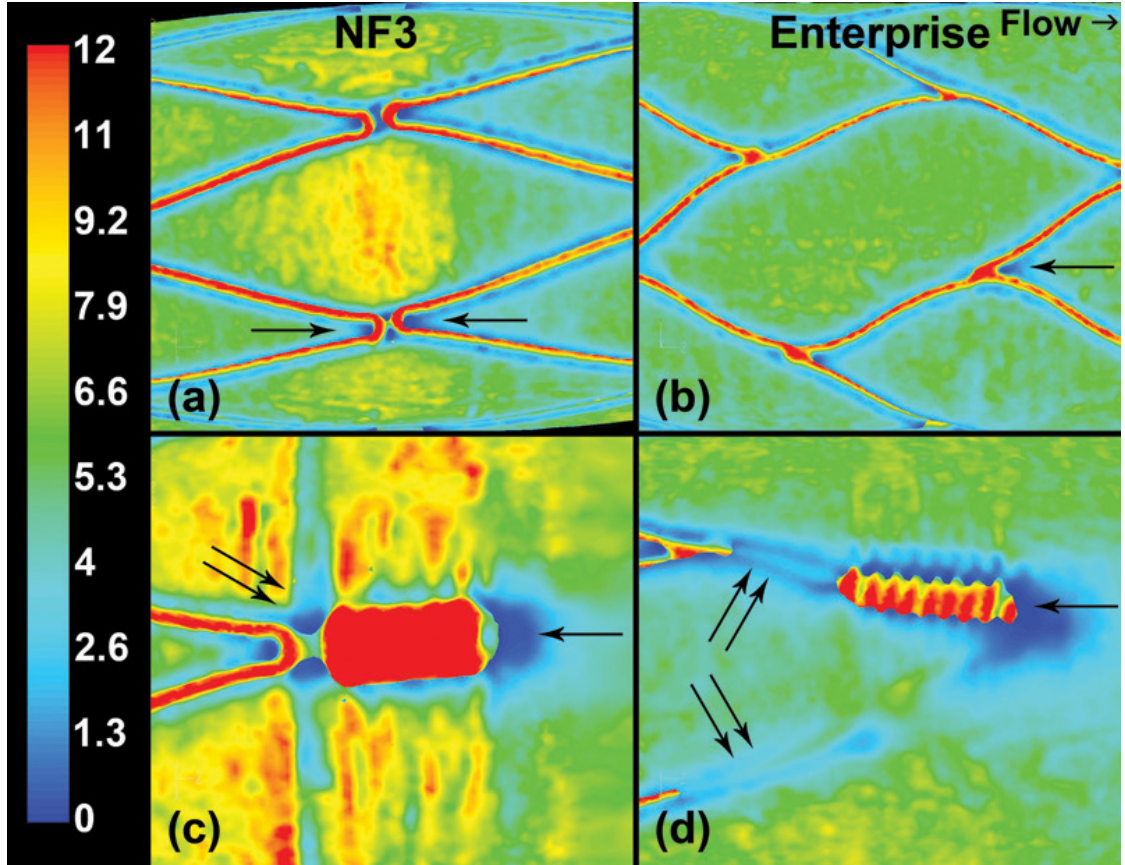 NF3
Enterprise
Flow →
12
11
9.2
7.9
6.6
5.3
4
2.6
1.3
0
(a)
(b)
(c)
(d)